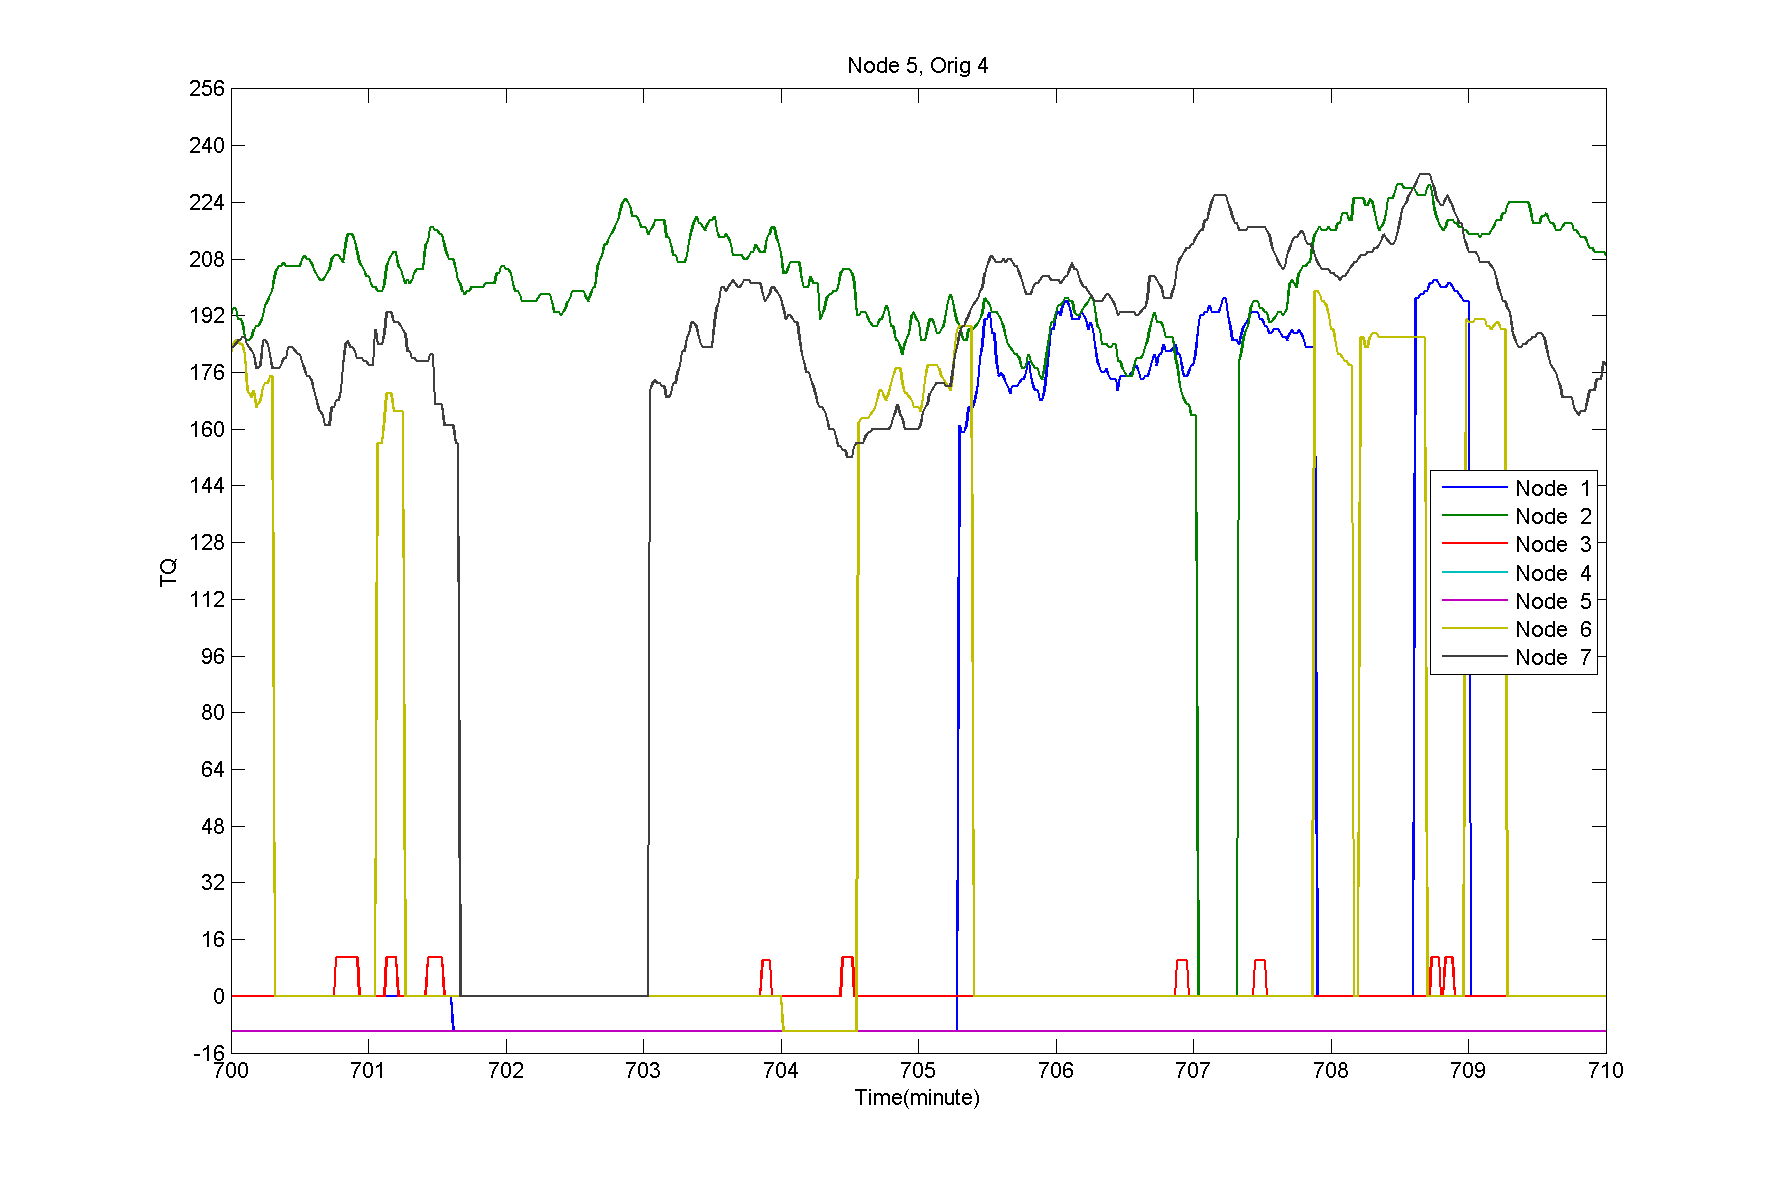 Node 5, Orig 4
256
240
224
208
192
176
160
144
128
112
96
80
64
48
32
16
0
-16
TQ
Node 1
Node 2
Node 3
Node 4
Node 5
Node 6
Node 7
700 701 702 703 704 705 706 707 708 709 710
Time(minute)